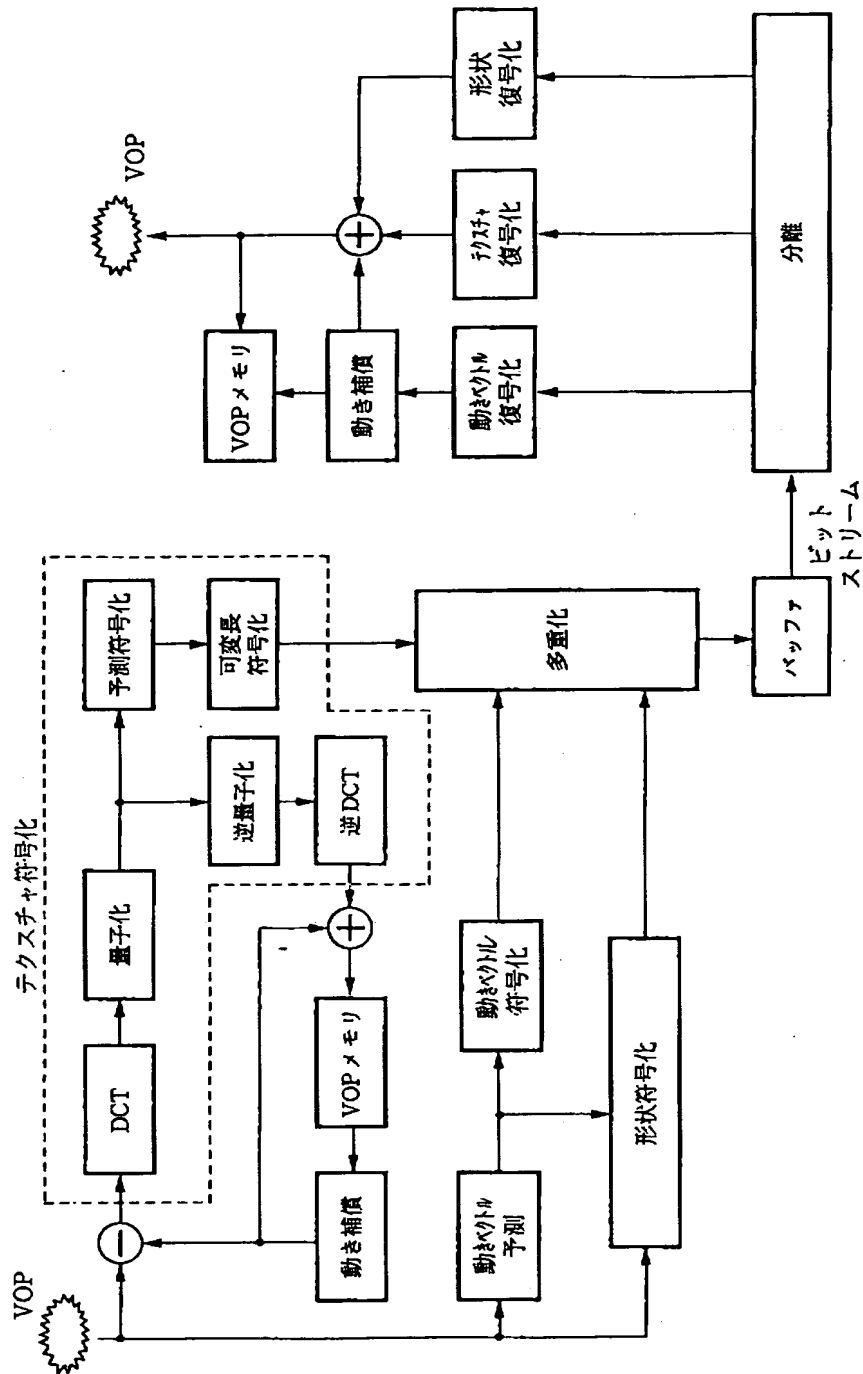 VOP
テクスチャ符号化
DCT
量子化
予測符号化
可変長
符号化
逆量子化
逆DCT
VOPメモリ
動き補償
動きベクトル
予測
動きベクトル
符号化
形状符号化
多重化
バッファ
ビット
ストリーム
分離
動きベクトル
復号化
テクスチャ
復号化
形状
復号化
動き補償
VOPメモリ
VOP